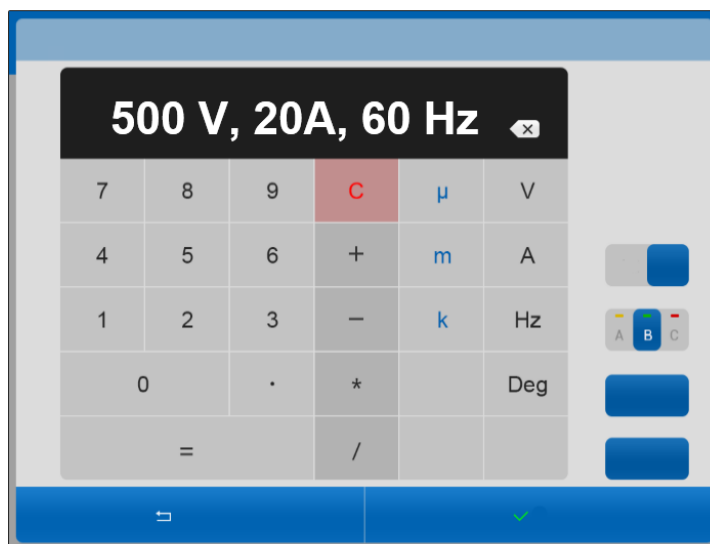 500 V, 20A, 60 Hz
7 8 9 C µ V
4 5 6 + m A
1 2 3 − k Hz
A B C
0 . * Deg
= /